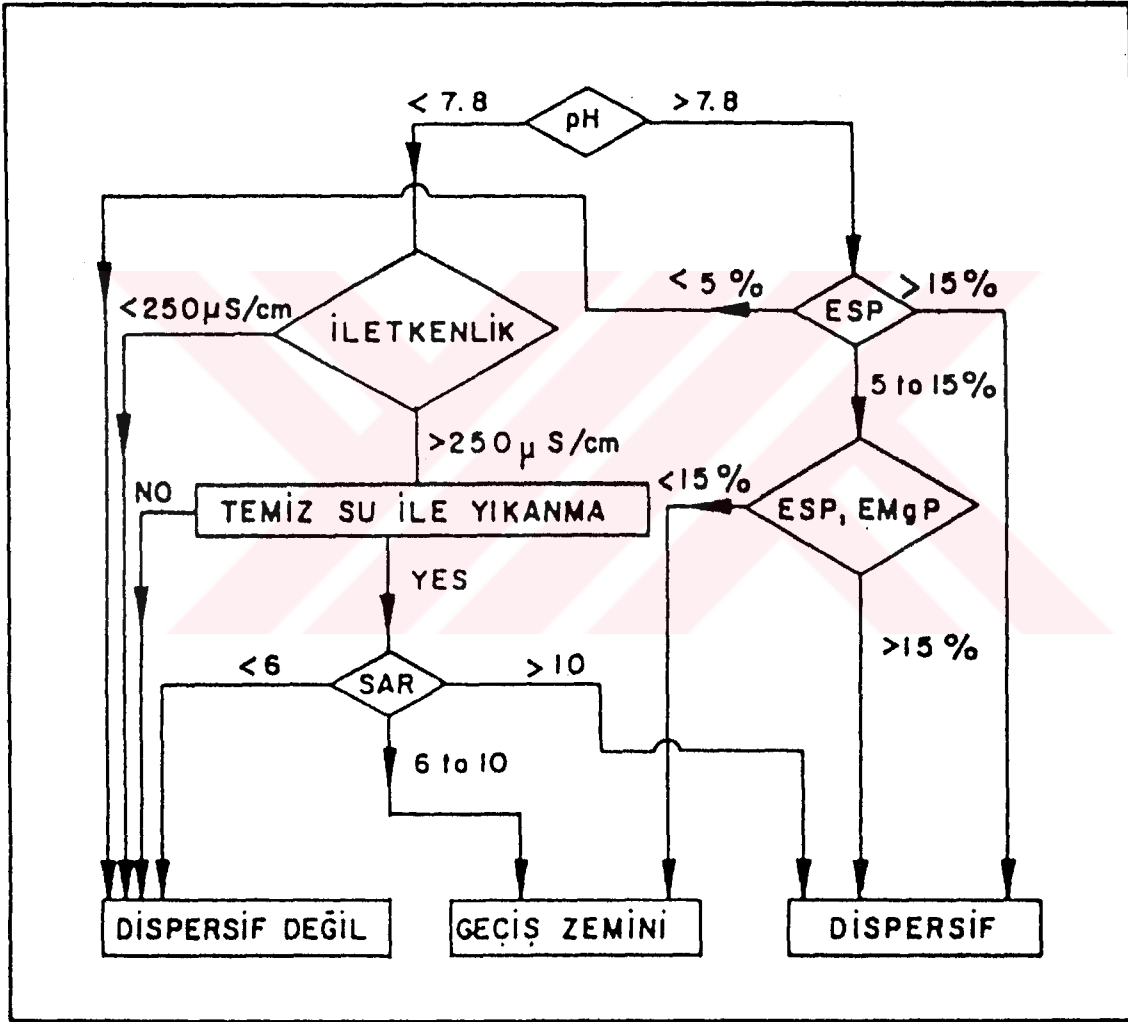 < 7.8
pH
>7.8
<250µS/cm
İLETKENLİK
< 5 %
ESP
>15%
5 to 15%
>250 µ S/cm
NO
TEMİZ SU İLE YIKANMA
<15%
ESP, EMgP
YES
>15 %
<6
SAR
>10
6 to 10
DİSPERSİF DEĞİL
GEÇİŞ ZEMİNİ
DİSPERSİF